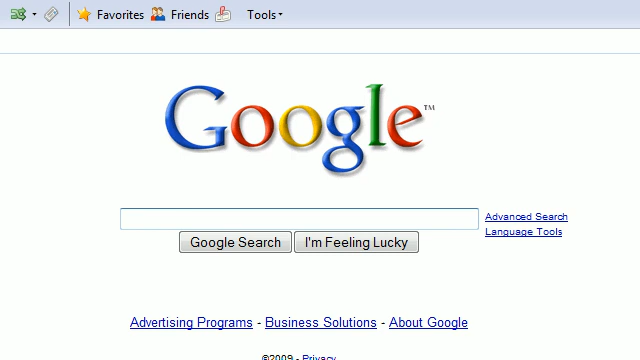 Favorites Friends Tools
Google™
Advanced Search
Language Tools
Google Search I'm Feeling Lucky
Advertising Programs - Business Solutions - About Google
©2009 - Privacy